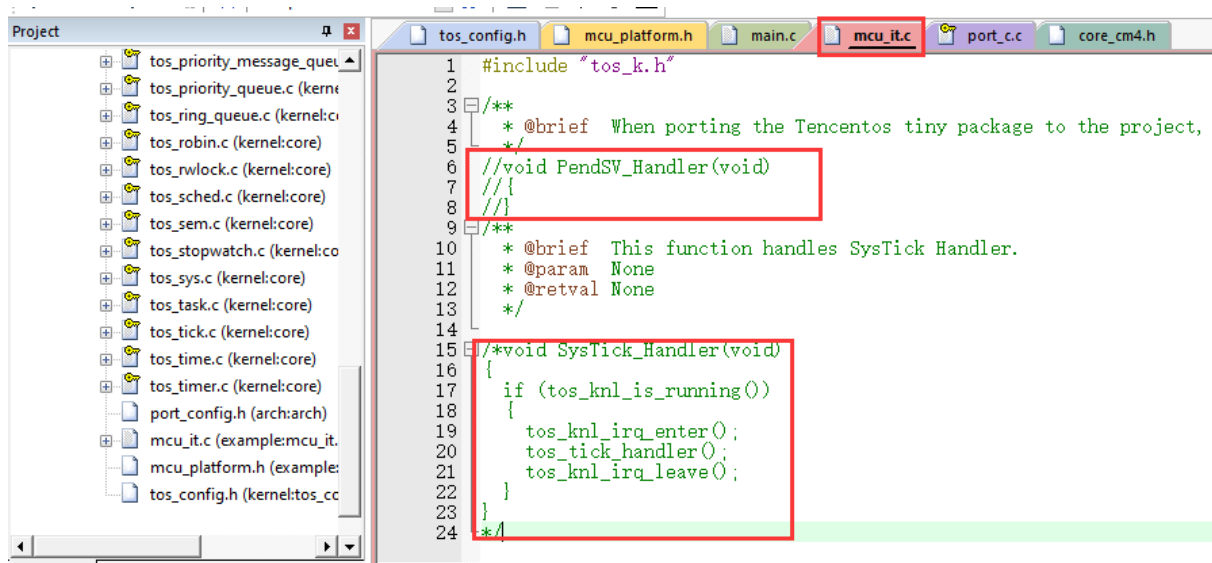 Project
tos_priority_message_queu
tos_priority_queue.c (kerne
tos_ring_queue.c (kernel:co
tos_robin.c (kernel:core)
tos_rwlock.c (kernel:core)
tos_sched.c (kernel:core)
tos_sem.c (kernel:core)
tos_stopwatch.c (kernel:co
tos_sys.c (kernel:core)
tos_task.c (kernel:core)
tos_tick.c (kernel:core)
tos_time.c (kernel:core)
tos_timer.c (kernel:core)
port_config.h (arch:arch)
mcu_it.c (example:mcu_it.
mcu_platform.h (example:
tos_config.h (kernel:tos_cc
tos_config.h mcu_platform.h main.c mcu_it.c port_c.c core_cm4.h
1 #include "tos_k.h"
2
3 /**
4 * @brief When porting the Tencentos tiny package to the project,
5 */
6 //void PendSV_Handler(void)
7 //{
8 //}
9 /**
10 * @brief This function handles SysTick Handler.
11 * @param None
12 * @retval None
13 */
14
15 /*void SysTick_Handler(void)
16 {
17 if (tos_knl_is_running())
18 {
19 tos_knl_irq_enter();
20 tos_tick_handler();
21 tos_knl_irq_leave();
22 }
23 }
24 */